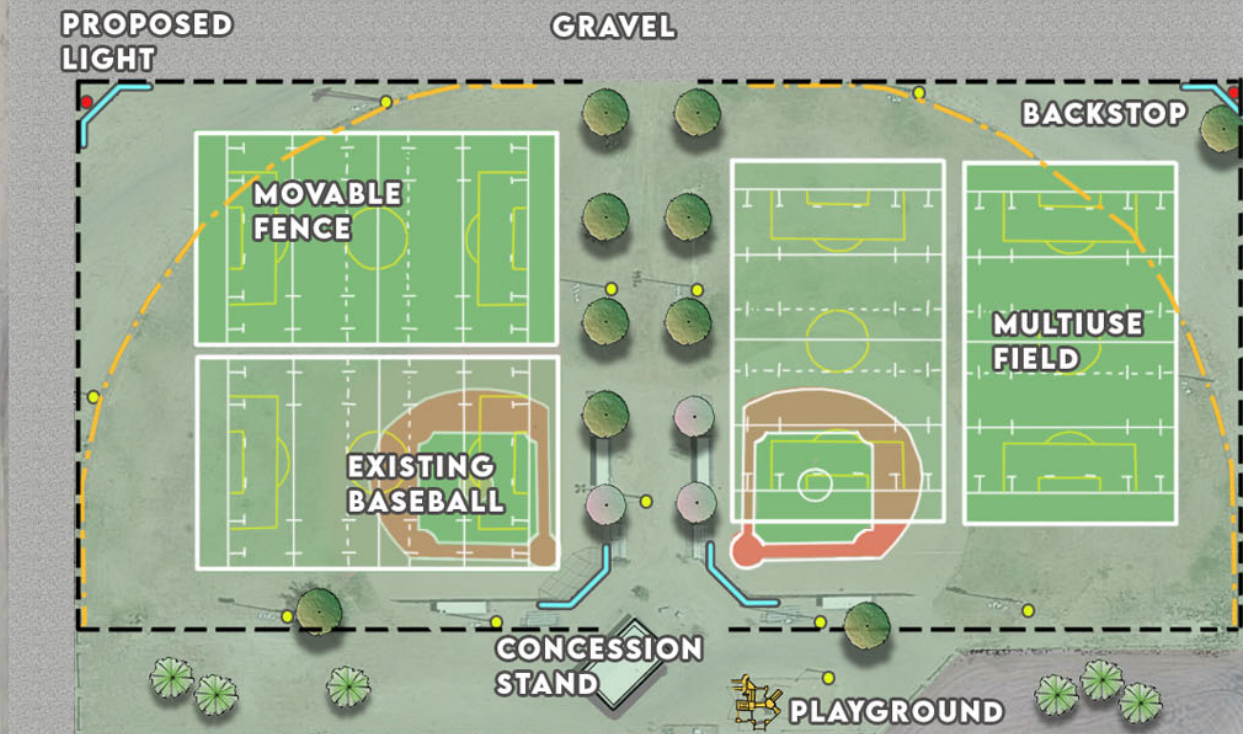 PROPOSED
LIGHT
GRAVEL
BACKSTOP
MOVABLE
FENCE
MULTIUSE
FIELD
EXISTING
BASEBALL
CONCESSION
STAND
PLAYGROUND